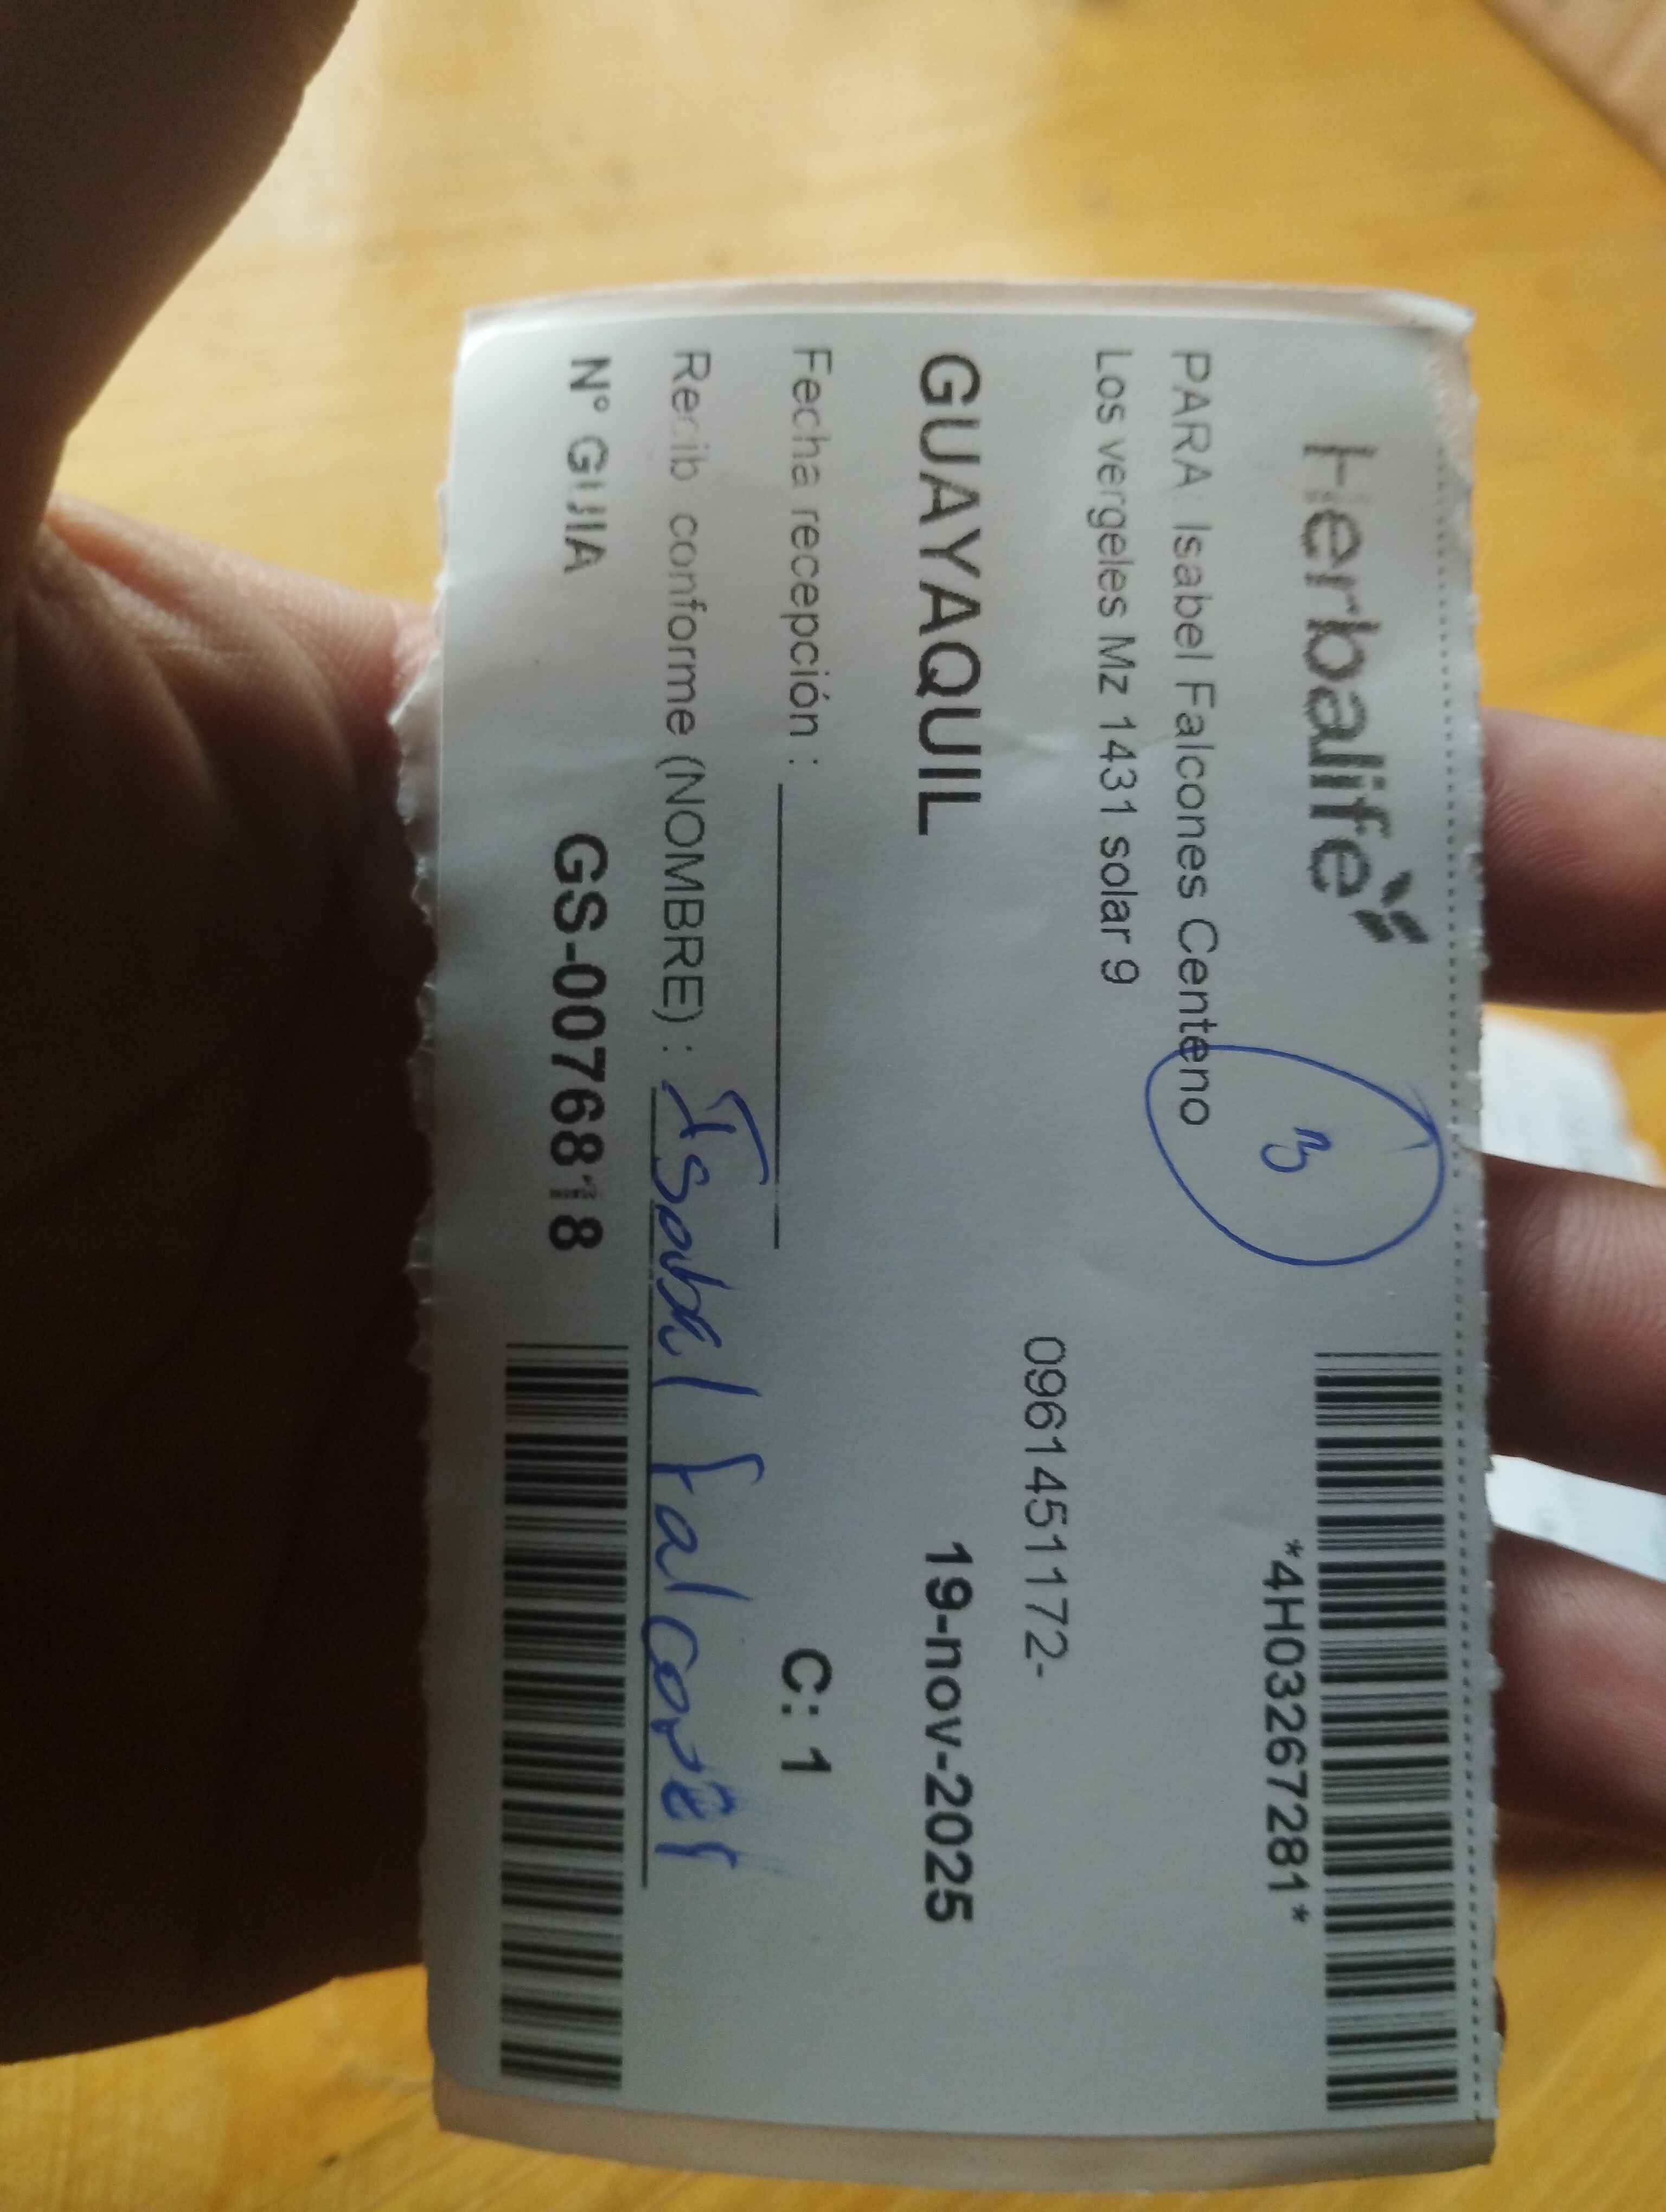 Herbalife
3
*4H03267281*
PARA: Isabel Falcones Centeno
Los vergeles Mz 1431 solar 9
0961451172-
GUAYAQUIL 19-nov-2025
Fecha recepción : C: 1
Recib conforme (NOMBRE) : Isabel Falcones
N° GUIA GS-0076818